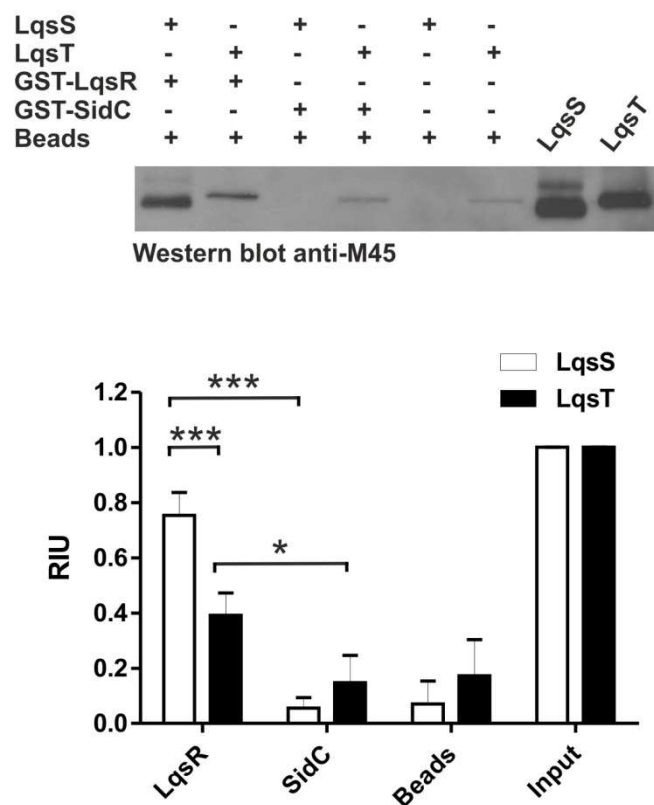 LqsS + - + - + -
LqsT - + - + - +
GST-LqsR + + - - - -
GST-SidC - - + + - -
Beads + + + + + + LqsS LqsT
Western blot anti-M45
LqsS
LqsT
***
***
*
1.2
1.0
0.8
0.6
0.4
0.2
0.0
RIU
LqsR SidC Beads Input